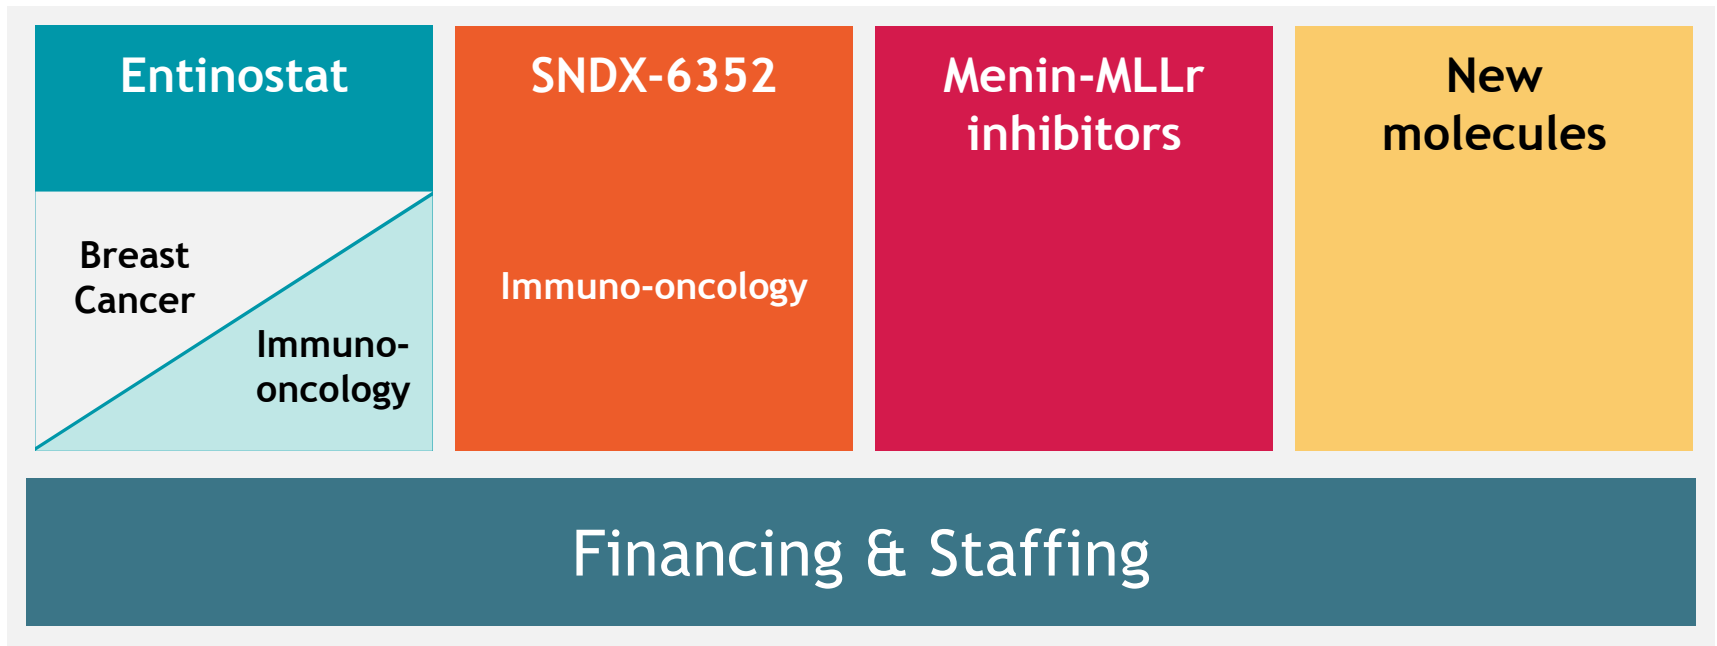 Entinostat
Breast
Cancer
Immuno-
oncology
SNDX-6352
Immuno-oncology
Menin-MLLr
inhibitors
New
molecules
Financing & Staffing